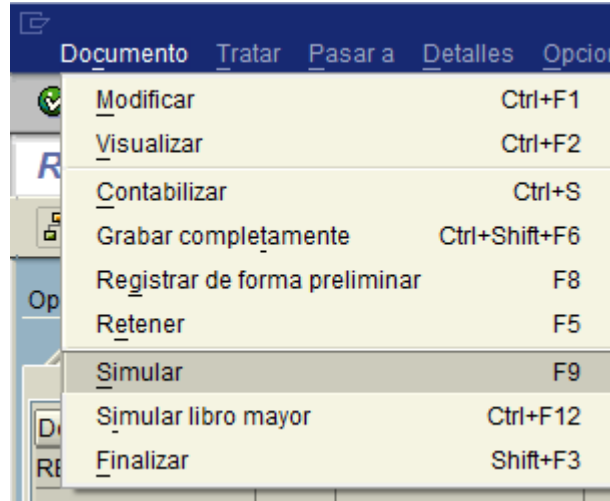 Documento Tratar Pasar a Detalles
Modificar Ctrl+F1
Visualizar Ctrl+F2
Contabilizar Ctrl+S
Grabar completamente Ctrl+Shift+F6
Registrar de forma preliminar F8
Retener F5
Simular F9
Simular libro mayor Ctrl+F12
Finalizar Shift+F3